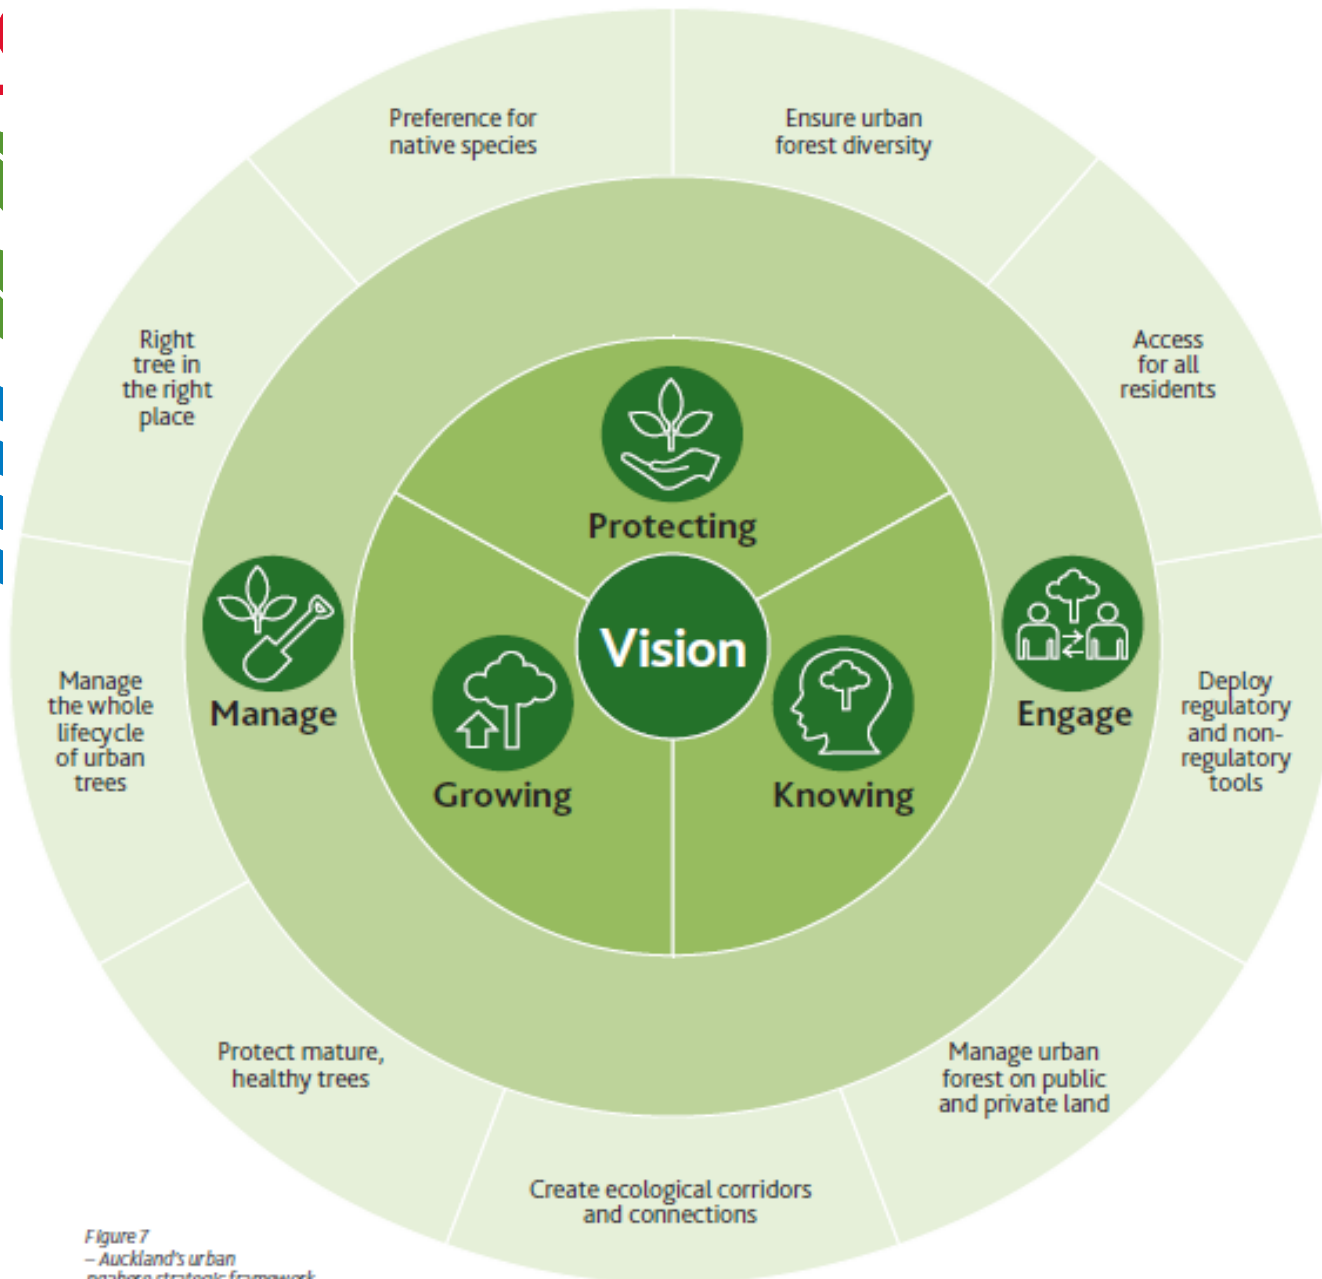 Preference for
native species
Ensure urban
forest diversity
Right
tree in
the right
place
Access
for all
residents
Protecting
Vision
Manage
Engage
Growing
Knowing
Manage
the whole
lifecycle
of urban
trees
Deploy
regulatory
and non-
regulatory
tools
Protect mature,
healthy trees
Manage urban
forest on public
and private land
Create ecological corridors
and connections
Figure 7
– Auckland's urban
ngahere strategic framework